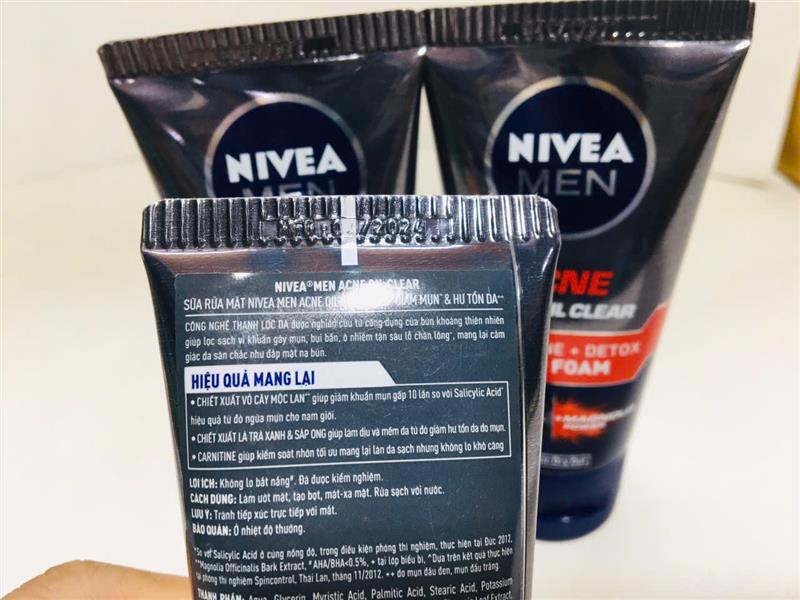 NIVEA
MEN
NIVEA
MEN
ACNE
OIL CLEAR
+ DETOX
FOAM
/2024
NIVEA®MEN ACNE OIL CLEAR
SỮA RỬA MẶT NIVEA MEN ACNE OIL GIẢM MỤN* & HƯ TỔN DA**
CÔNG NGHỆ THANH LỌC DA được nghiên cứu từ công dụng của bùn khoáng thiên nhiên
giúp lọc sạch vi khuẩn gây mụn, bụi bẩn, ô nhiễm tận sâu lỗ chân lông^, mang lại cảm
giác da săn chắc như đắp mặt nạ bùn.
HIỆU QUẢ MANG LẠI
• CHIẾT XUẤT VỎ CÂY MỘC LAN** giúp giảm khuẩn mụn gấp 10 lần so với Salicylic Acid*
hiệu quả từ đó ngừa mụn cho nam giới.
• CHIẾT XUẤT LÁ TRÀ XANH & SÁP ONG giúp làm dịu và mềm da từ đó giảm hư tổn da do mụn.
• CARNITINE giúp kiểm soát nhờn tối ưu mang lại làn da sạch nhưng không lo khô căng
LỢI ÍCH: Không lo bắt nắng#. Đã được kiểm nghiệm.
CÁCH DÙNG: Làm ướt mặt, tạo bọt, mát-xa mặt. Rửa sạch với nước.
LƯU Ý: Tránh tiếp xúc trực tiếp với mắt.
BẢO QUẢN: Ở nhiệt độ thường.
*So với Salicylic Acid ở cùng nồng độ, trong điều kiện phòng thí nghiệm, thực hiện tại Đức 2012.
**Magnolia Officinalis Bark Extract, #AHA/BHA<0.5%, + tại lớp biểu bì, ^Dựa trên kết quả thực hiện
tại phòng thí nghiệm Spincontrol, Thái Lan, tháng 11/2012. ++ do mụn đầu đen, mụn đầu trắng.
THÀNH PHẦN: Aqua, Glycerin, Myristic Acid, Palmitic Acid, Stearic Acid, Potassium
Leaf Extract,